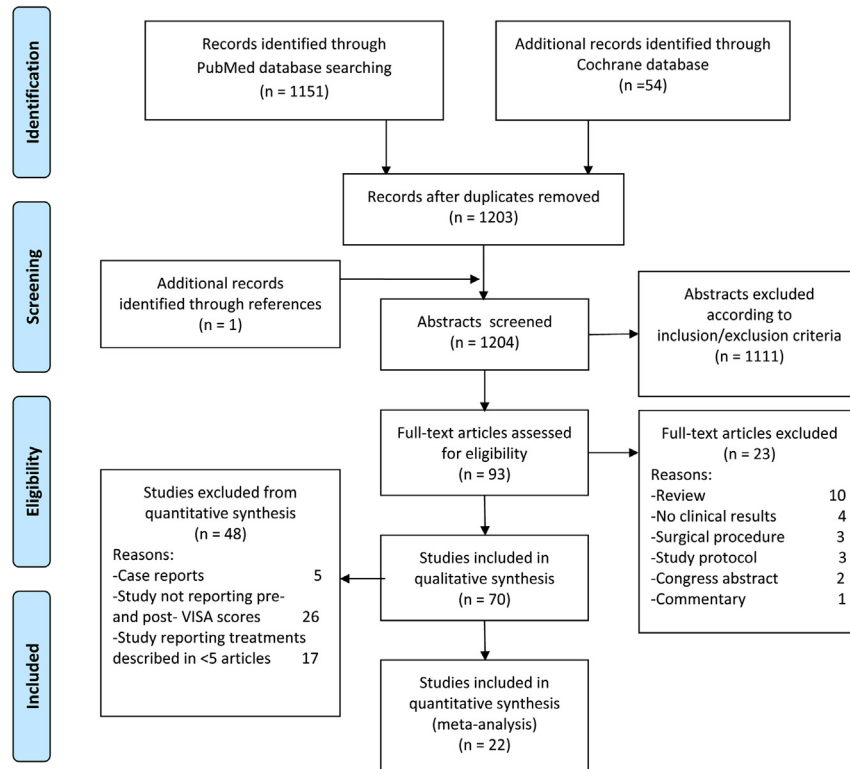 Identification
Records identified through
PubMed database searching
(n = 1151)
Additional records identified through
Cochrane database
(n =54)
Records after duplicates removed
(n = 1203)
Screening
Additional records
identified through references
(n = 1)
Abstracts screened
(n = 1204)
Abstracts excluded
according to
inclusion/exclusion criteria
(n = 1111)
Eligibility
Full-text articles assessed
for eligibility
(n = 93)
Full-text articles excluded
(n = 23)
Reasons:
-Review 10
-No clinical results 4
-Surgical procedure 3
-Study protocol 3
-Congress abstract 2
-Commentary 1
Studies excluded from
quantitative synthesis
(n = 48)
Reasons:
-Case reports 5
-Study not reporting pre-
and post- VISA scores 26
-Study reporting treatments
described in <5 articles 17
Studies included in
qualitative synthesis
(n = 70)
Included
Studies included in
quantitative synthesis
(meta-analysis)
(n = 22)